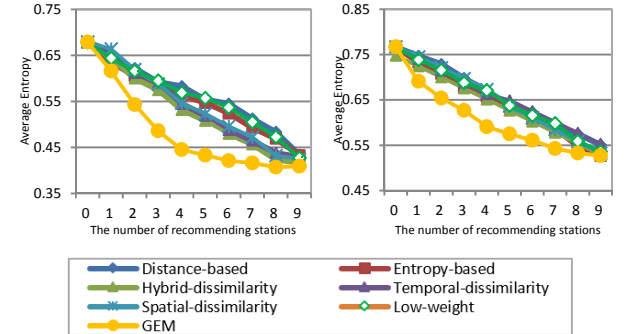 0.75
0.65
0.55
0.45
0.35
Average Entropy
0 1 2 3 4 5 6 7 8 9
The number of recommending stations
0.85
0.75
0.65
0.55
0.45
Average Entropy
0 1 2 3 4 5 6 7 8 9
The number of recommending stations
Distance-based Entropy-based
Hybrid-dissimilarity Temporal-dissimilarity
Spatial-dissimilarity Low-weight
GEM